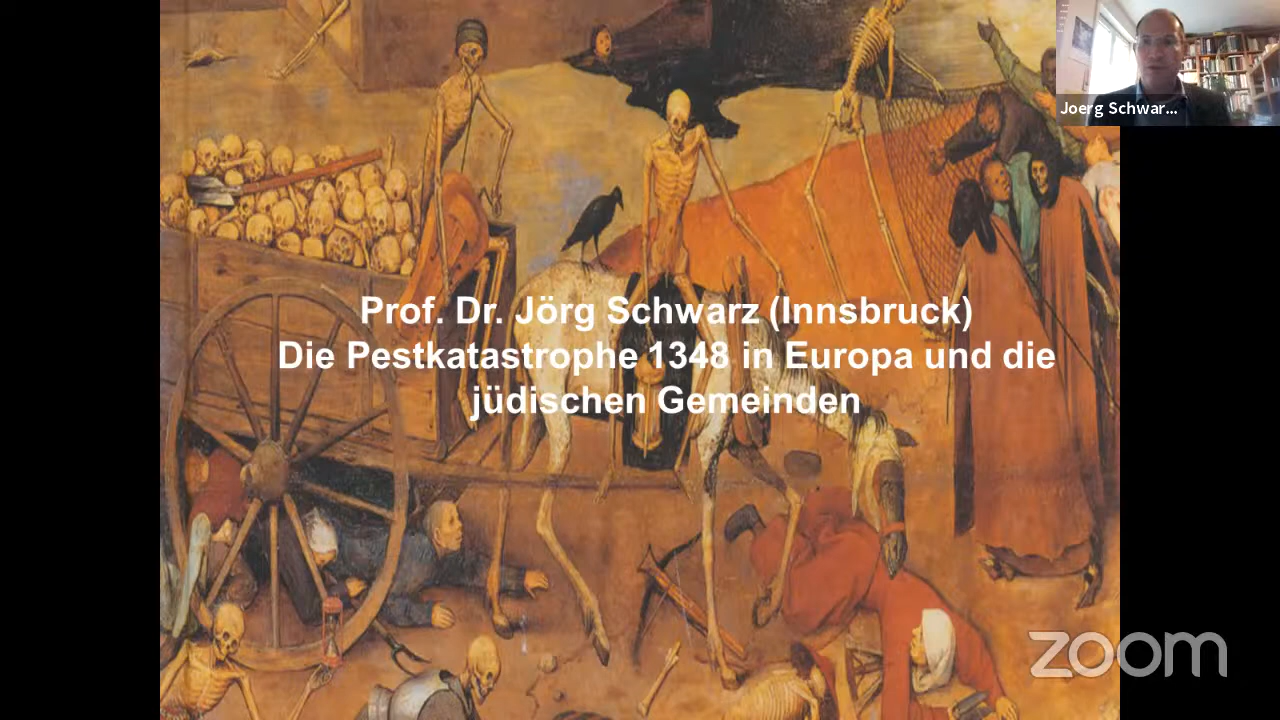 Joerg Schwar...
Prof. Dr. Jörg Schwarz (Innsbruck)
Die Pestkatastrophe 1348 in Europa und die
jüdischen Gemeinden
zoom